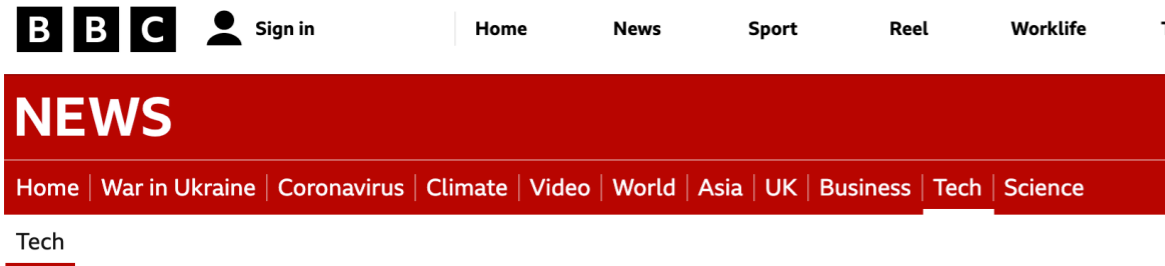 BBC Sign in Home News Sport Reel Worklife
NEWS
Home War in Ukraine Coronavirus Climate Video World Asia UK Business Tech Science
Tech